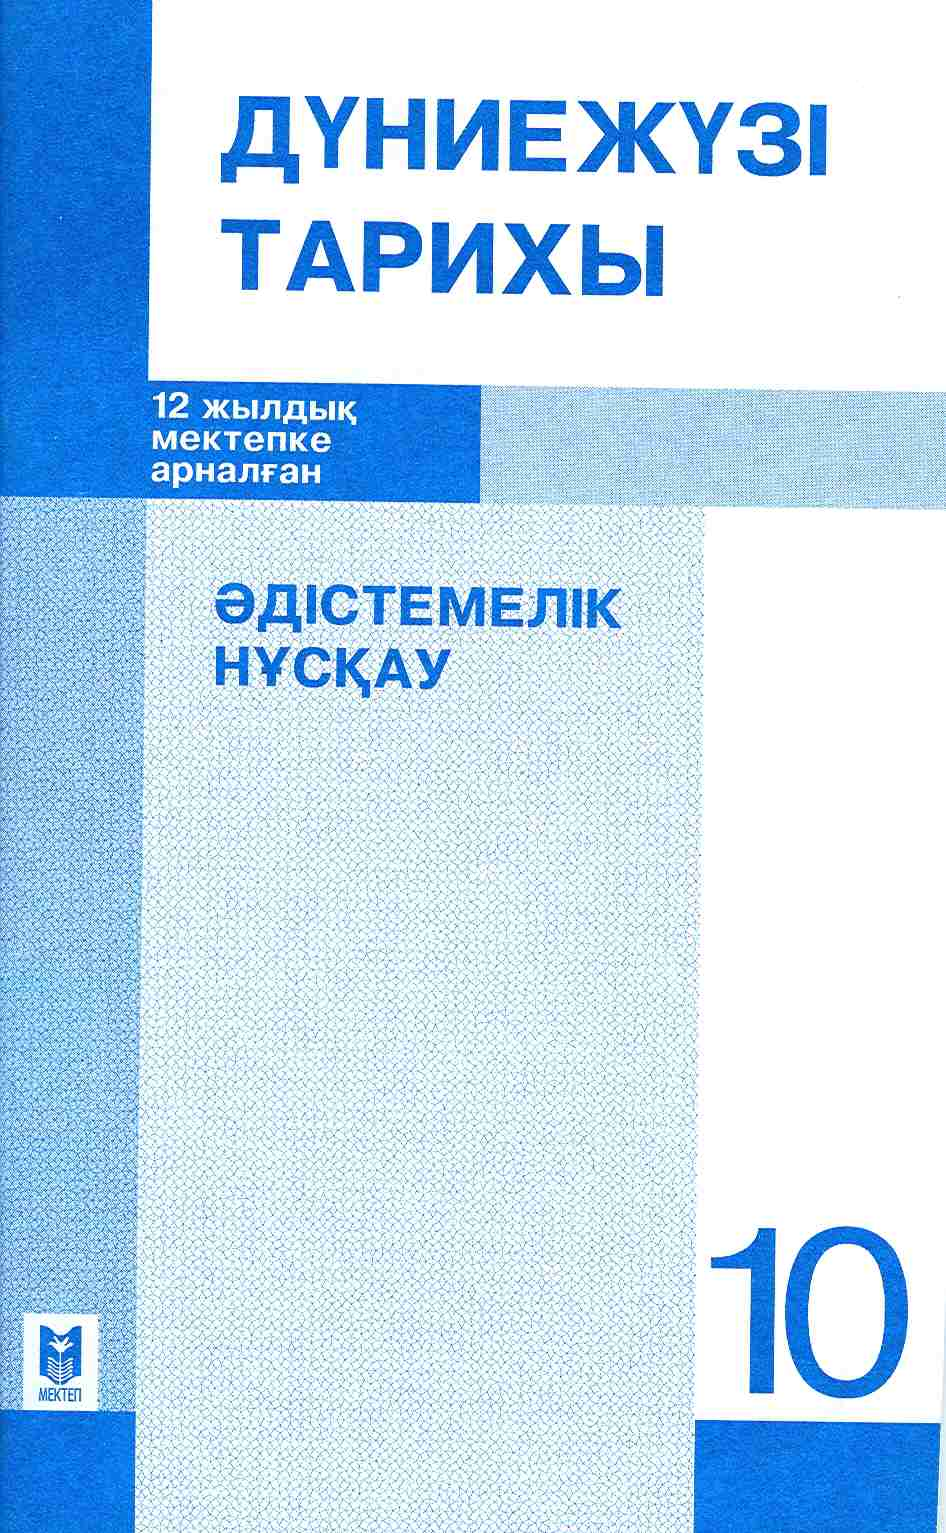 ДҮНИЕЖҮЗІ
ТАРИХЫ
12 жылдық
мектепке
арналған
ӘДІСТЕМЕЛІК
НҰСҚАУ
10
МЕКТЕП